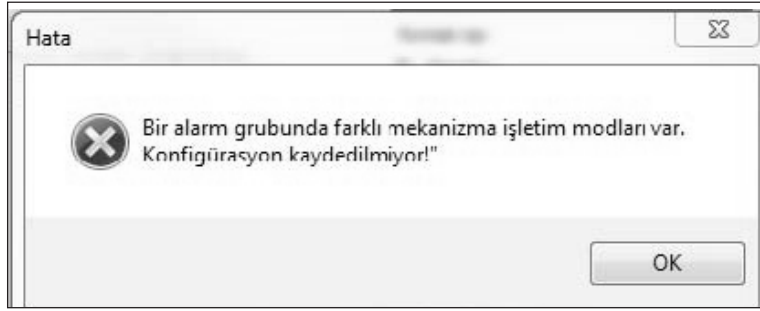 Hata
Bir alarm grubunda farklı mekanizma işletim modları var.
Konfigürasyon kaydedilmiyor!"
OK